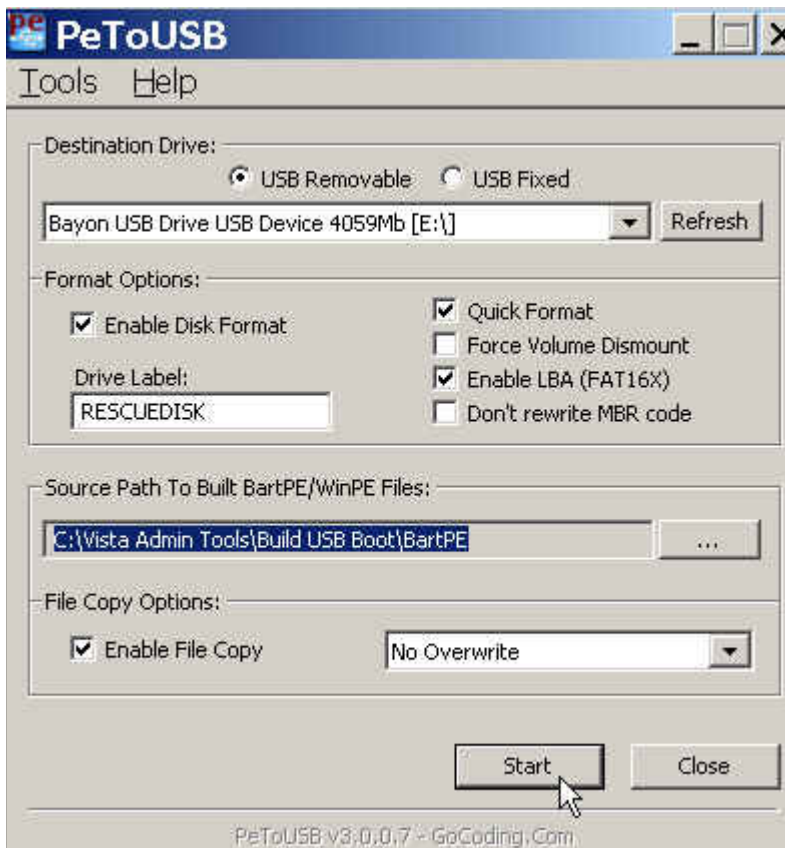 pe PeToUSB
Tools Help
Destination Drive:
USB Removable USB Fixed
Bayon USB Drive USB Device 4059Mb [E:\] Refresh
Format Options:
Enable Disk Format
Quick Format
Force Volume Dismount
Drive Label:
Enable LBA (FAT16X)
RESCUEDISK
Don't rewrite MBR code
Source Path To Built BartPE/WinPE Files:
C:\Vista Admin Tools\Build USB Boot\BartPE ...
File Copy Options:
Enable File Copy No Overwrite
Start Close
PeToUSB v3.0.0.7 - GoCoding.Com